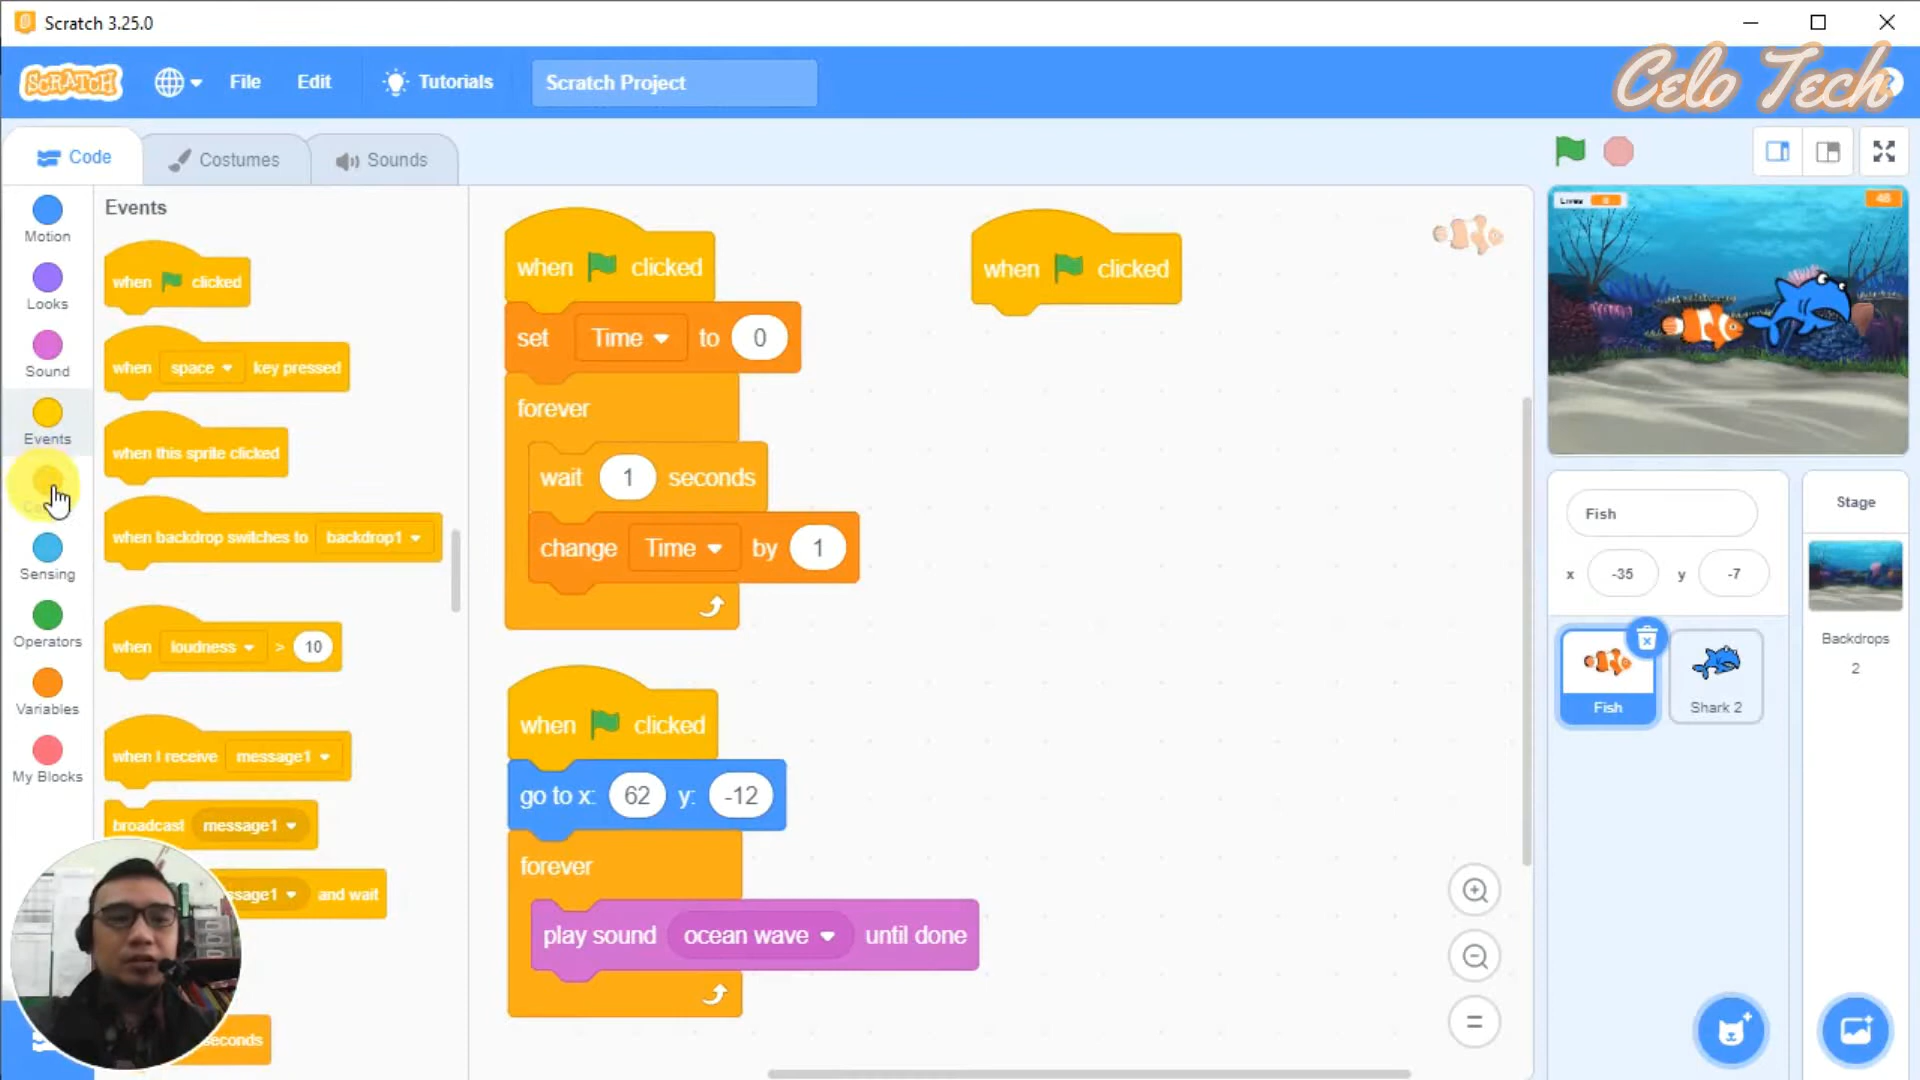 Scratch 3.25.0
SCRATCH
File
Edit
Tutorials
Scratch Project
Celo Tech
Code
Costumes
Sounds
Motion
Looks
Sound
Events
Sensing
Operators
Variables
My Blocks
Events
when clicked
when space key pressed
when this sprite clicked
when backdrop switches to backdrop1
when loudness > 10
when I receive message1
broadcast message1
and wait
when clicked
set Time to 0
forever
wait 1 seconds
change Time by 1
when clicked
go to x: 62 y: -12
forever
play sound ocean wave until done
when clicked
Lives
Fish
x -35 y -7
Fish
Shark 2
Stage
Backdrops
2